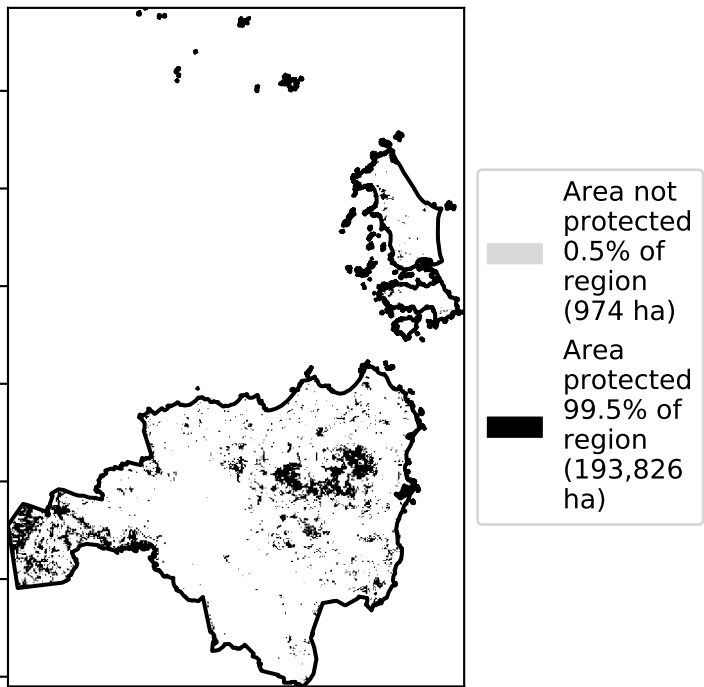 Area not
protected
0.5% of
region
(974 ha)
Area
protected
99.5% of
region
(193,826
ha)